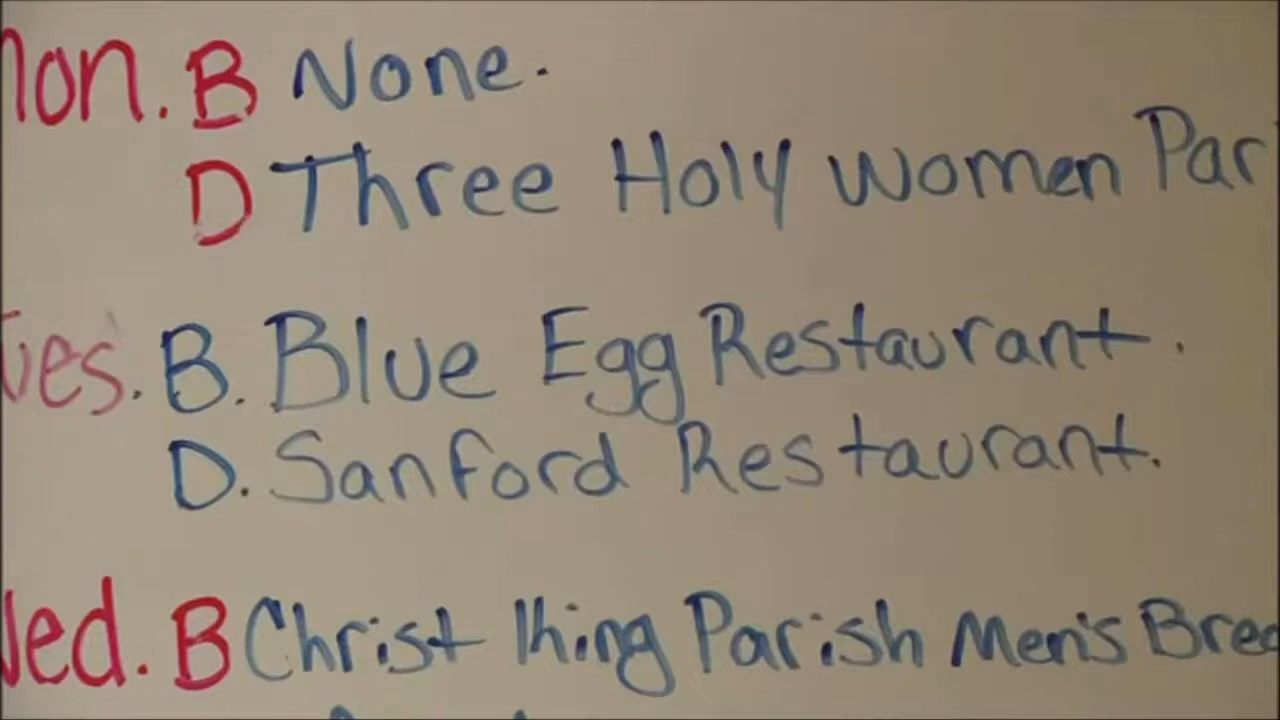 Mon. B None.
D Three Holy Women Par
Tues. B. Blue Egg Restaurant.
D. Sanford Restaurant.
Wed. B Christ King Parish Men's Brea